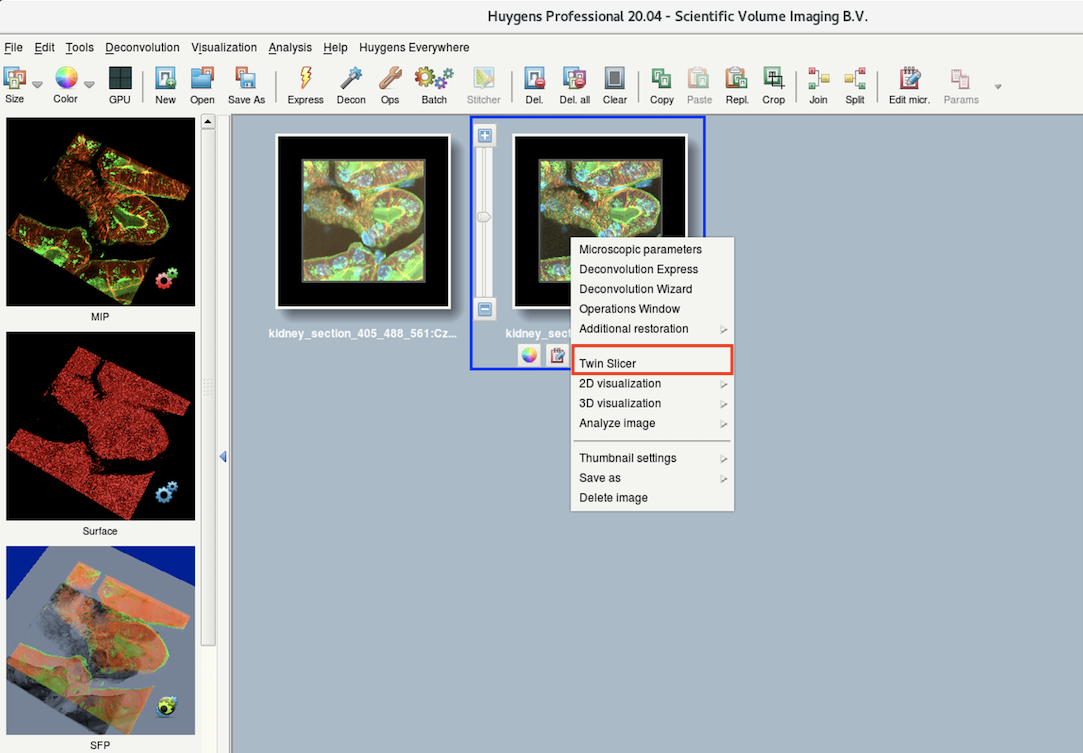 Huygens Professional 20.04 - Scientific Volume Imaging B.V.
File Edit Tools Deconvolution Visualization Analysis Help Huygens Everywhere
Size Color GPU New Open Save As Express Decon Ops Batch Stitcher Del. Del. all Clear Copy Paste Repl. Crop Join Split Edit micr. Params
MIP
Surface
SFP
kidney_section_405_488_561:Cz...
kidney_sect
Microscopic parameters
Deconvolution Express
Deconvolution Wizard
Operations Window
Additional restoration
Twin Slicer
2D visualization
3D visualization
Analyze image
Thumbnail settings
Save as
Delete image